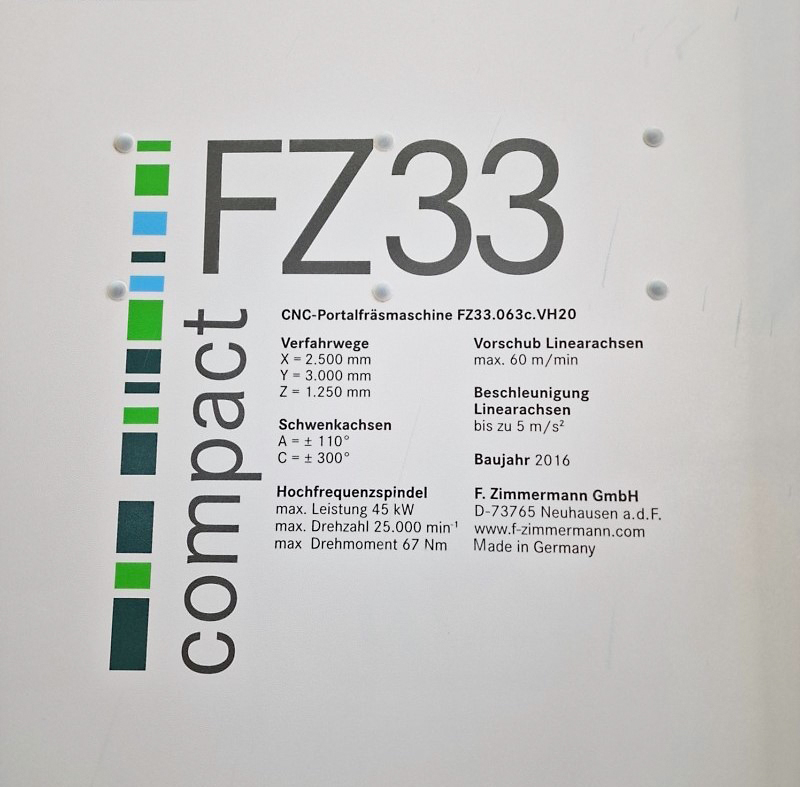 FZ33
compact
CNC-Portalfräsmaschine FZ33.063c.VH20
Verfahrwege
X = 2.500 mm
Y = 3.000 mm
Z = 1.250 mm
Schwenkachsen
A = ± 110°
C = ± 300°
Hochfrequenzspindel
max. Leistung 45 kW
max. Drehzahl 25.000 min⁻¹
max Drehmoment 67 Nm
Vorschub Linearachsen
max. 60 m/min
Beschleunigung
Linearachsen
bis zu 5 m/s²
Baujahr 2016
F. Zimmermann GmbH
D-73765 Neuhausen a.d.F.
www.f-zimmermann.com
Made in Germany